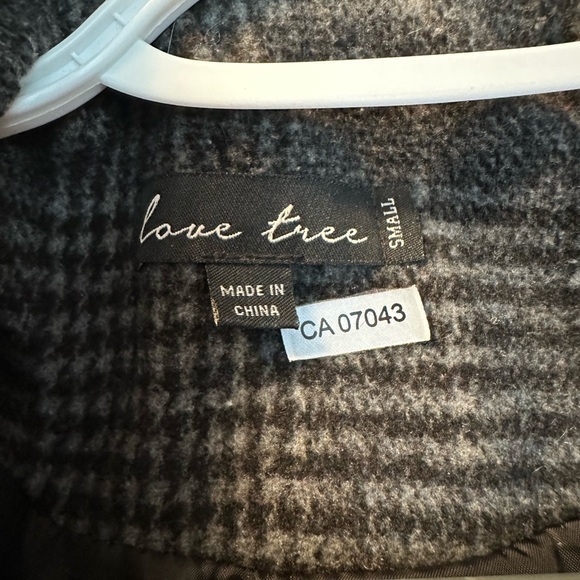 love tree
SMALL
MADE IN
CHINA
CA 07043